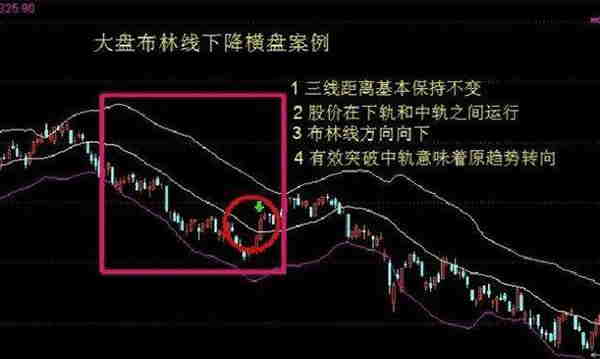 325.90
大盘布林线下降横盘案例
1 三线距离基本保持不变
2 股价在下轨和中轨之间运行
3 布林线方向向下
4 有效突破中轨意味着原趋势转向